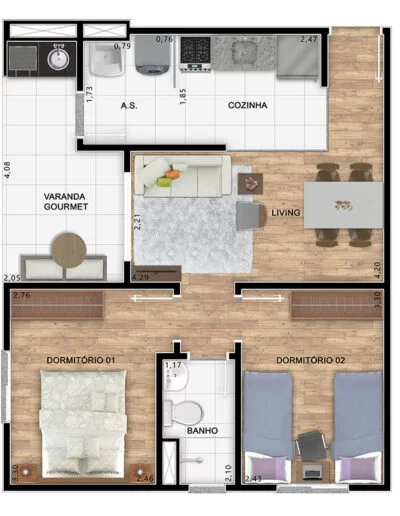 0,79
0,76
2,47
1,73
A.S.
1,85
COZINHA
4,08
VARANDA
GOURMET
2,21
LIVING
2,05
4,29
4,20
2,76
3,30
DORMITÓRIO 01
1,17
DORMITÓRIO 02
BANHO
3,30
2,46
2,10
2,43